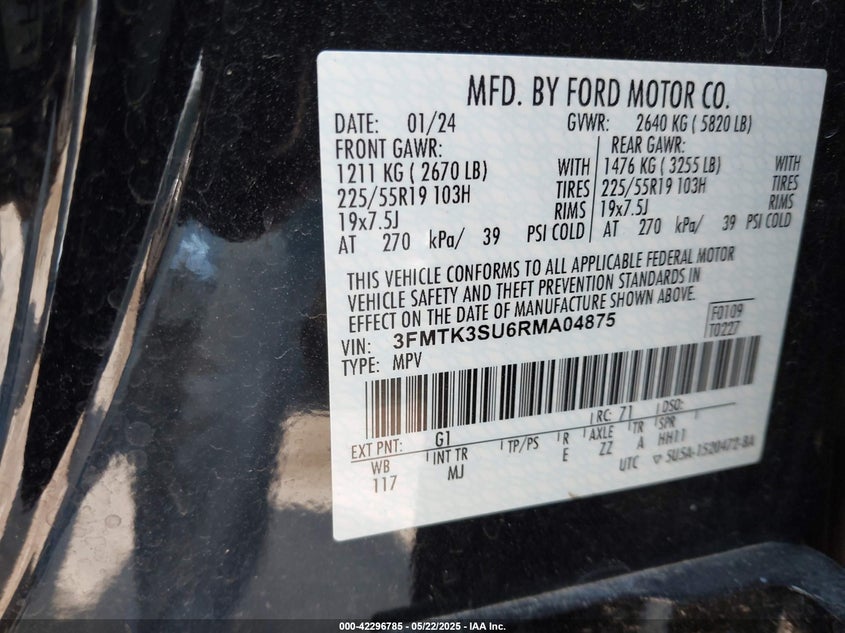 MFD. BY FORD MOTOR CO.
DATE: 01/24 GVWR: 2640 KG ( 5820 LB)
FRONT GAWR: REAR GAWR:
1211 KG ( 2670 LB) WITH 1476 KG ( 3255 LB) WITH
225/55R19 103H TIRES 225/55R19 103H TIRES
19x7.5J RIMS 19x7.5J RIMS
AT 270 kPa/ 39 PSI COLD AT 270 kPa/ 39 PSI COLD
THIS VEHICLE CONFORMS TO ALL APPLICABLE FEDERAL MOTOR
VEHICLE SAFETY AND THEFT PREVENTION STANDARDS IN
EFFECT ON THE DATE OF MANUFACTURE SHOWN ABOVE.
VIN: 3FMTK3SU6RMA04875 F0109
TYPE: MPV T0227
EXT PNT: G1 RC: 71 DSO:
WB INT TR TP/PS R AXLE TR SPR
117 MJ E ZZ A HH11
UTC ▽ SU5A-1520472-BA
000-42296785 - 05/22/2025 - IAA Inc.